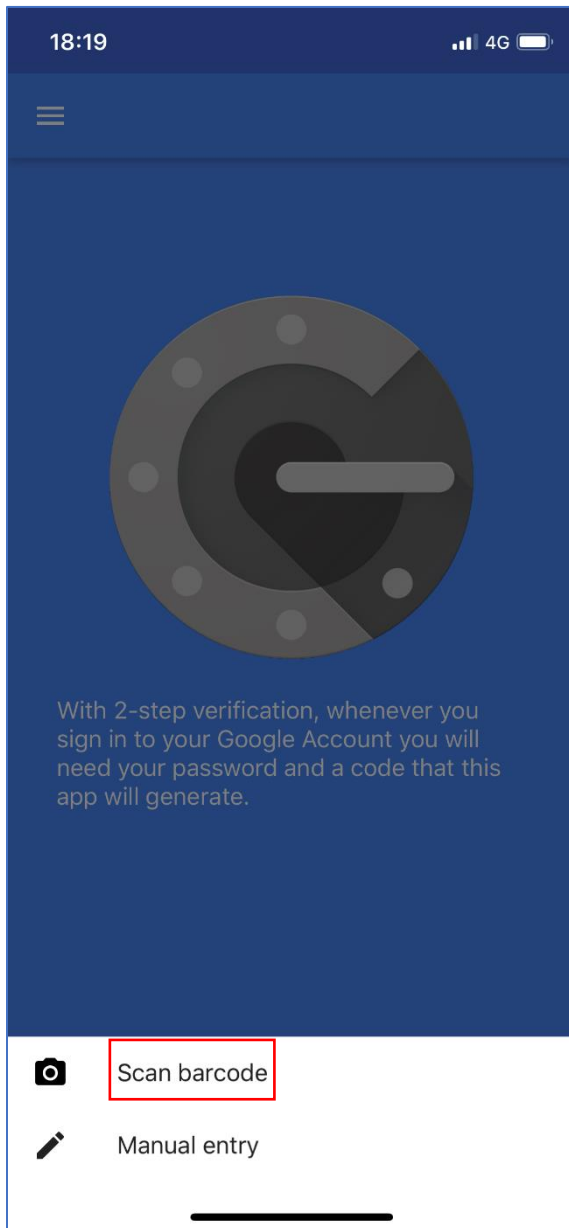 18:19 4G
With 2-step verification, whenever you
sign in to your Google Account you will
need your password and a code that this
app will generate.
Scan barcode
Manual entry